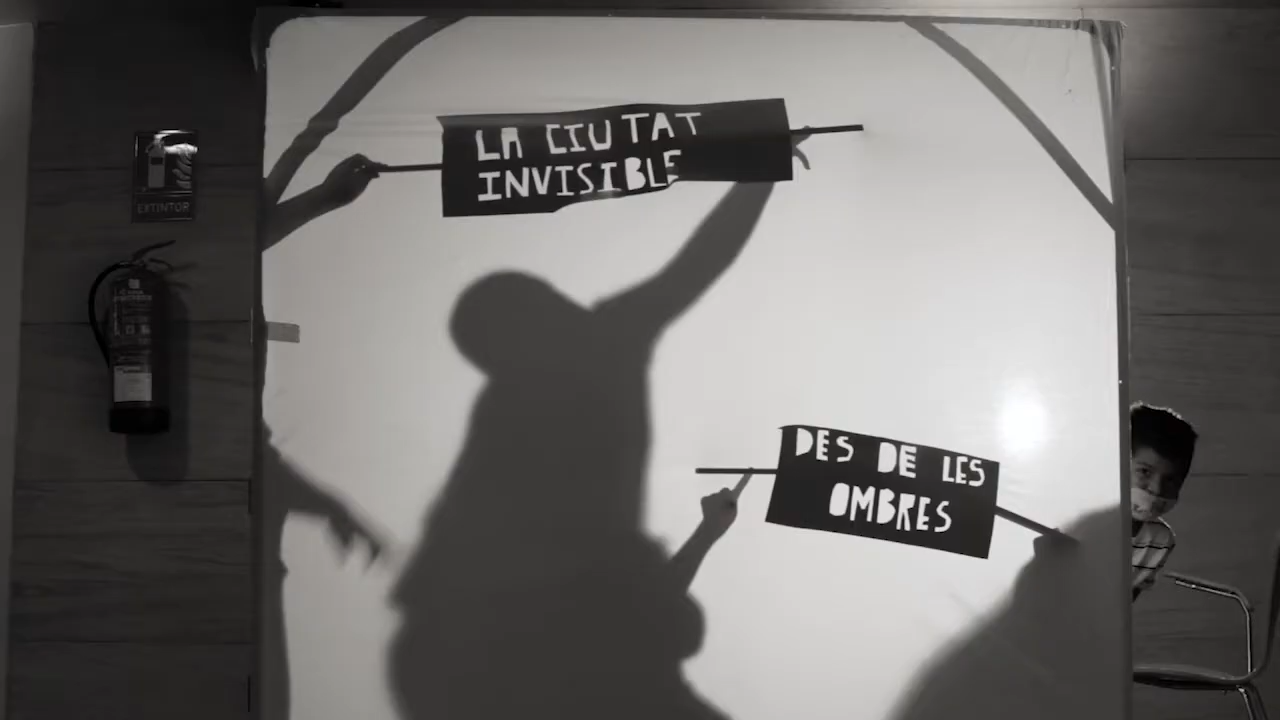 EXTINTOR
LA CIUTAT
INVISIBLE
DES DE LES
OMBRES